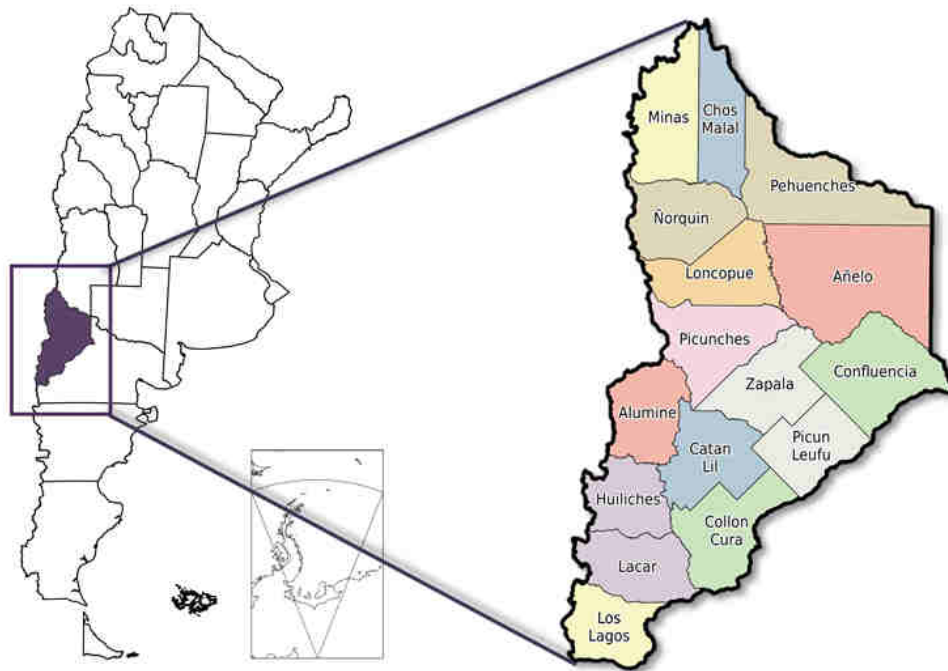 Minas
Chos
Malal
Pehuenches
Ñorquin
Loncopue
Añelo
Picunches
Zapala
Confluencia
Alumine
Catan
Lil
Picun
Leufu
Huiliches
Collon
Cura
Lacar
Los
Lagos